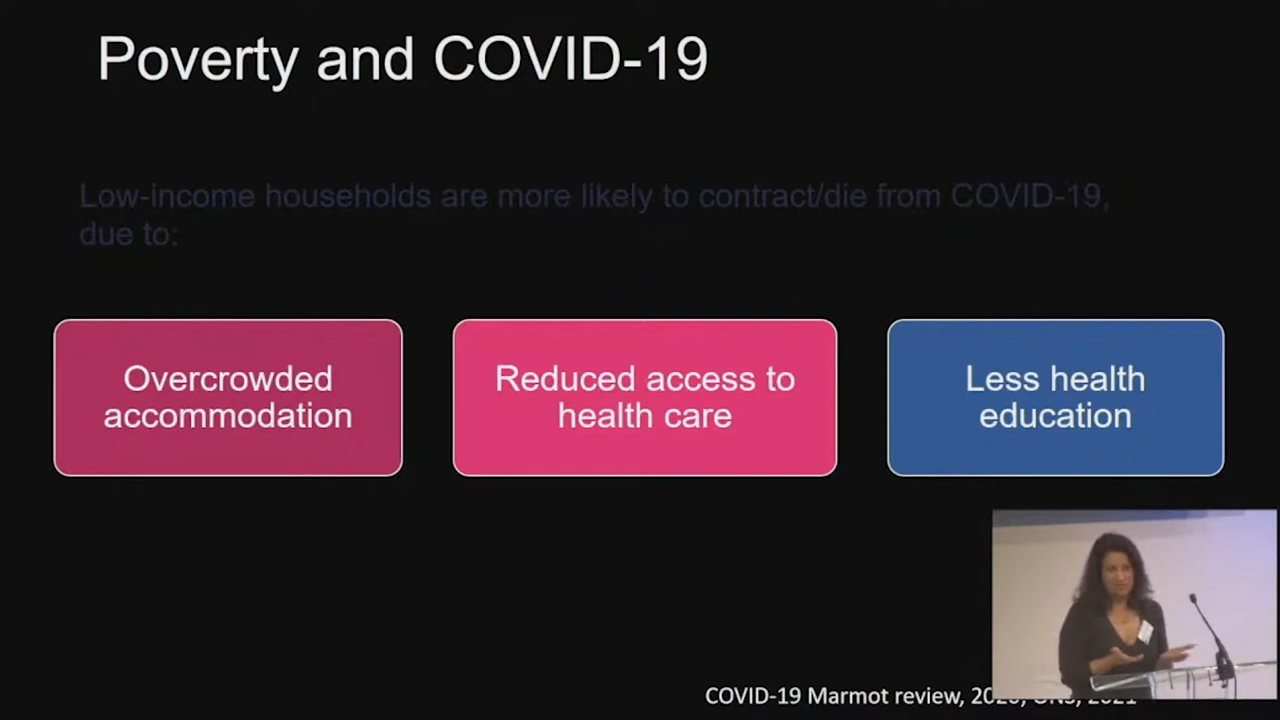 Poverty and COVID-19
Low-income households are more likely to contract/die from COVID-19,
due to:
Overcrowded
accommodation
Reduced access to
health care
Less health
education
COVID-19 Marmot review, 2020, ONS, 2021